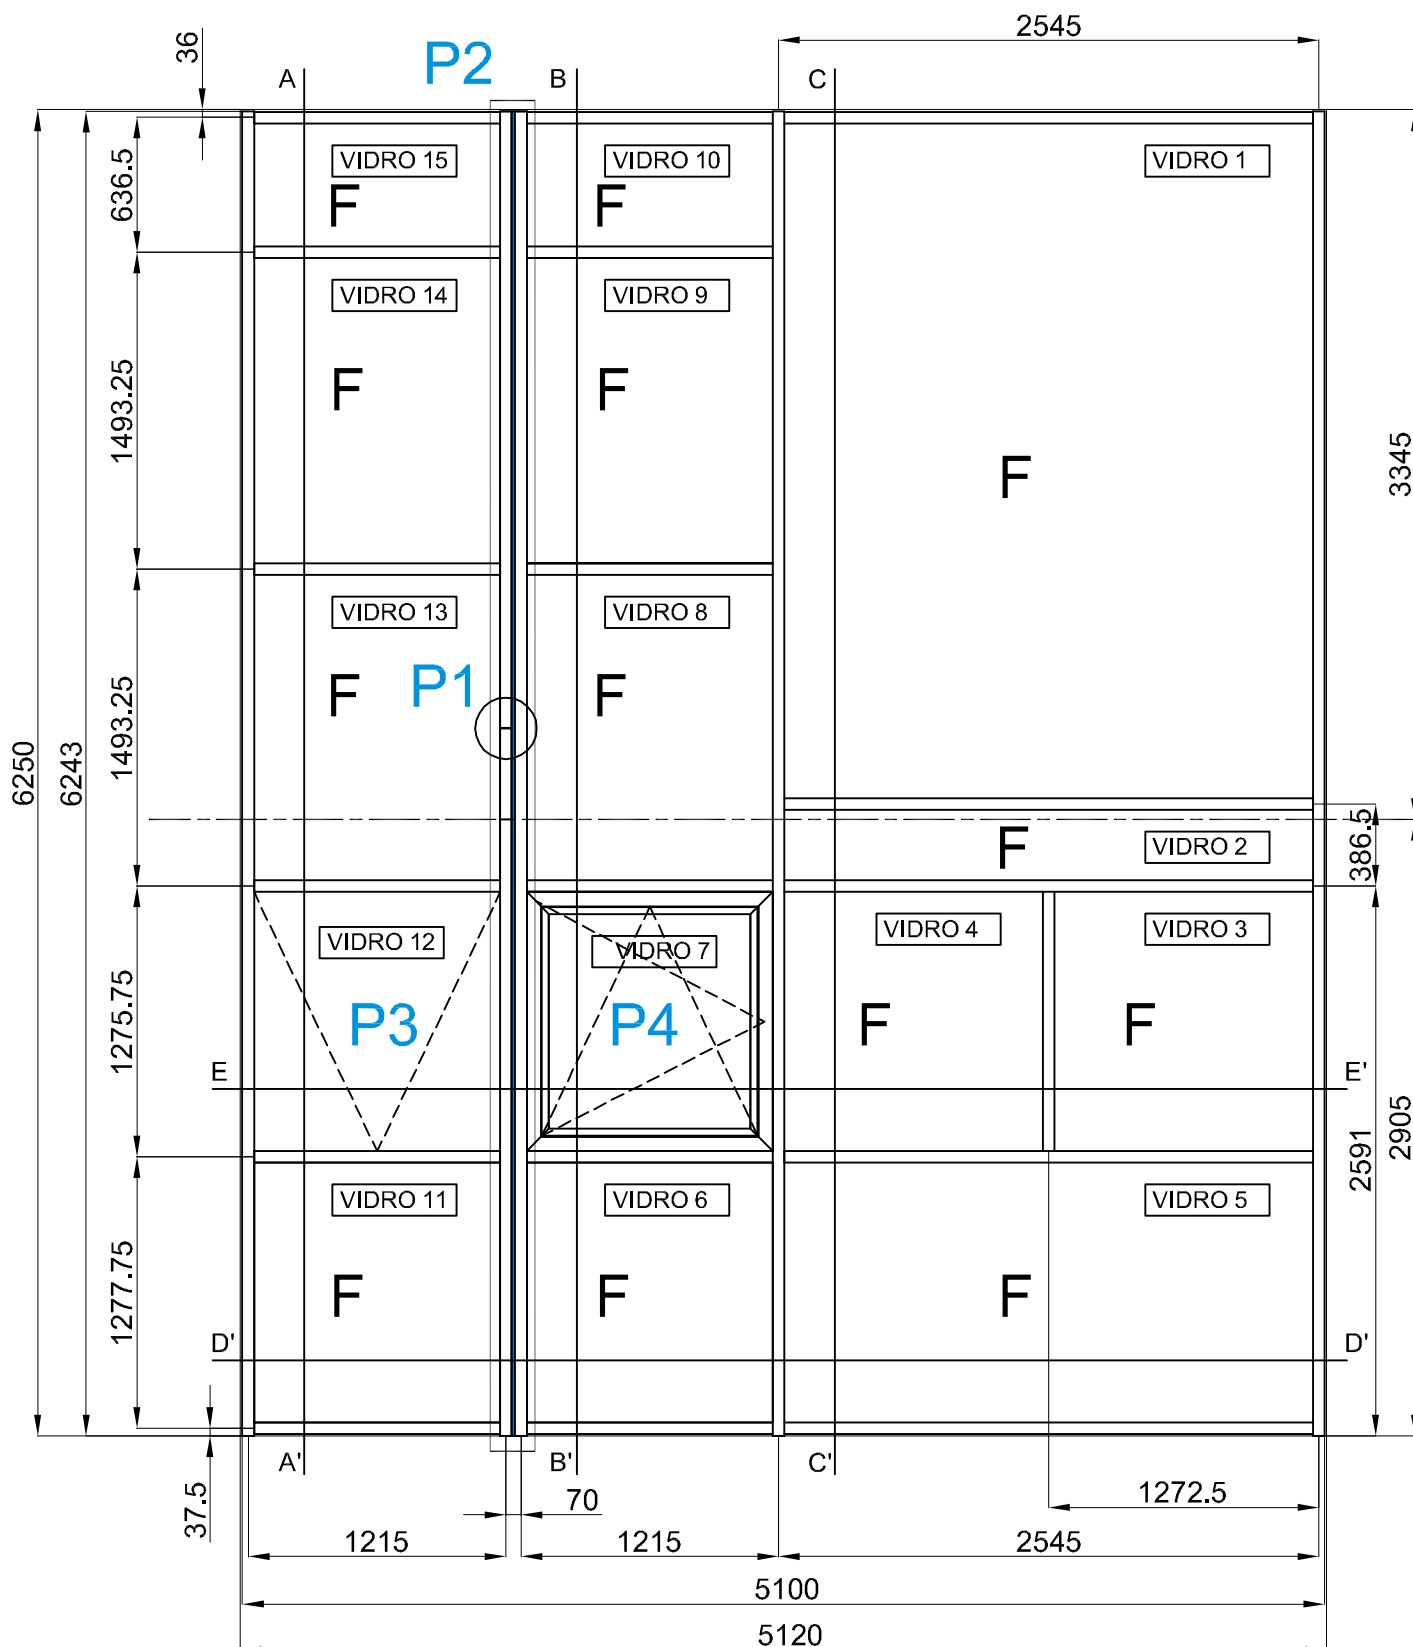 2545
36
P2
A
B
C
VIDRO 15
VIDRO 10
VIDRO 1
636.5
F
F
VIDRO 14
VIDRO 9
1493.25
F
F
F
3345
VIDRO 13
VIDRO 8
P1
F
F
1493.25
6250
6243
386.5
F
VIDRO 2
VIDRO 12
VIDRO 7
VIDRO 4
VIDRO 3
P3
P4
F
F
1275.75
E
E'
2905
2591
VIDRO 11
VIDRO 6
VIDRO 5
1277.75
F
F
F
D'
D'
A'
B'
C'
37.5
70
1272.5
1215
1215
2545
5100
5120